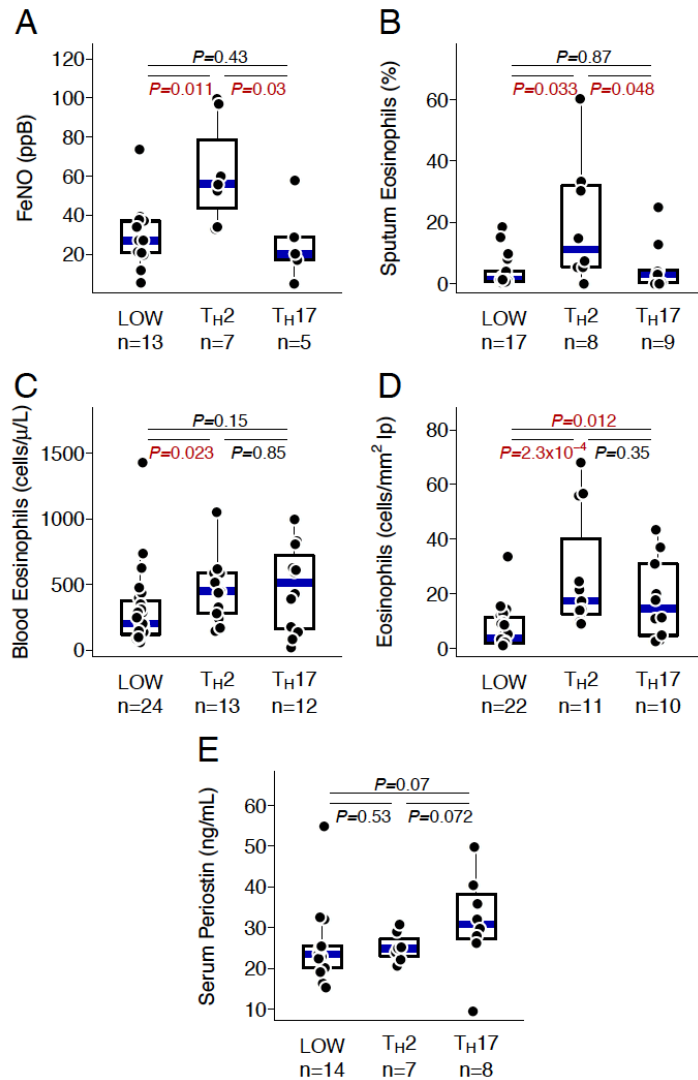 A
B
P=0.43
P=0.011 P=0.03
120
100
80
60
40
20
FeNO (ppB)
LOW TH2 TH17
n=13 n=7 n=5
P=0.87
P=0.033 P=0.048
60
40
20
0
Sputum Eosinophils (%)
LOW TH2 TH17
n=17 n=8 n=9
C
D
P=0.15
P=0.023 P=0.85
1500
1000
500
0
Blood Eosinophils (cells/μ/L)
LOW TH2 TH17
n=24 n=13 n=12
P=0.012
P=2.3x10⁻⁴ P=0.35
80
60
40
20
0
Eosinophils (cells/mm² lp)
LOW TH2 TH17
n=22 n=11 n=10
E
P=0.07
P=0.53 P=0.072
60
50
40
30
20
10
Serum Periostin (ng/mL)
LOW TH2 TH17
n=14 n=7 n=8